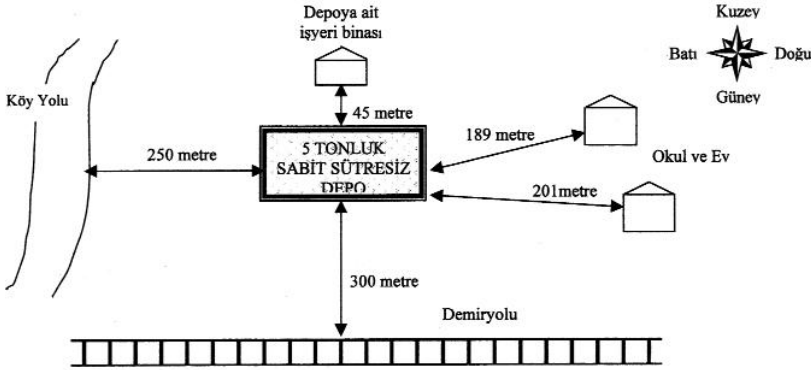 Depoya ait
işyeri binası
Kuzey
Batı
Doğu
Güney
Köy Yolu
45 metre
189 metre
250 metre
5 TONLUK
SABİT SÜTRESİZ
DEPO
Okul ve Ev
201metre
300 metre
Demiryolu